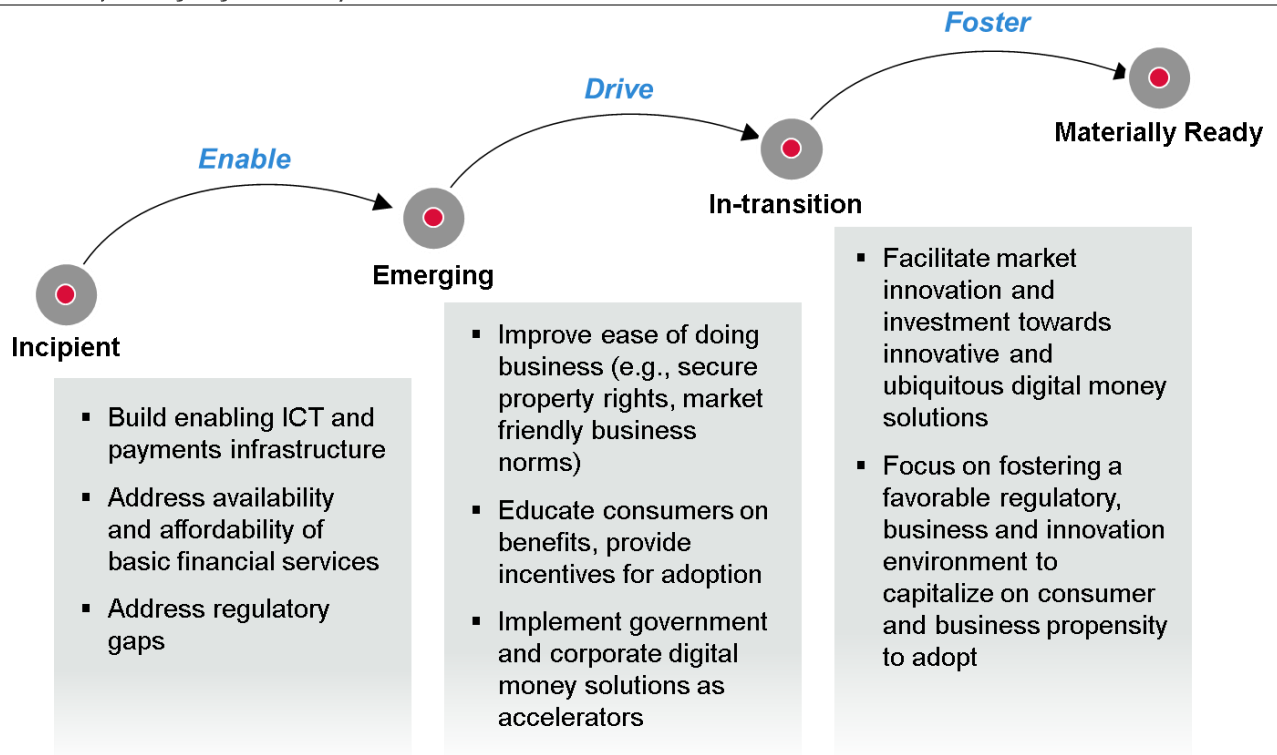 Foster
Drive
Materially Ready
Enable
In-transition
Emerging
Incipient
▪ Build enabling ICT and
payments infrastructure
▪ Address availability
and affordability of
basic financial services
▪ Address regulatory
gaps
▪ Improve ease of doing
business (e.g., secure
property rights, market
friendly business
norms)
▪ Educate consumers on
benefits, provide
incentives for adoption
▪ Implement government
and corporate digital
money solutions as
accelerators
▪ Facilitate market
innovation and
investment towards
innovative and
ubiquitous digital money
solutions
▪ Focus on fostering a
favorable regulatory,
business and innovation
environment to
capitalize on consumer
and business propensity
to adopt